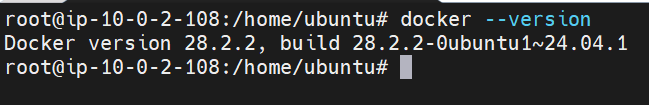 root@ip-10-0-2-108:/home/ubuntu# docker --version
Docker version 28.2.2, build 28.2.2-0ubuntu1~24.04.1
root@ip-10-0-2-108:/home/ubuntu#